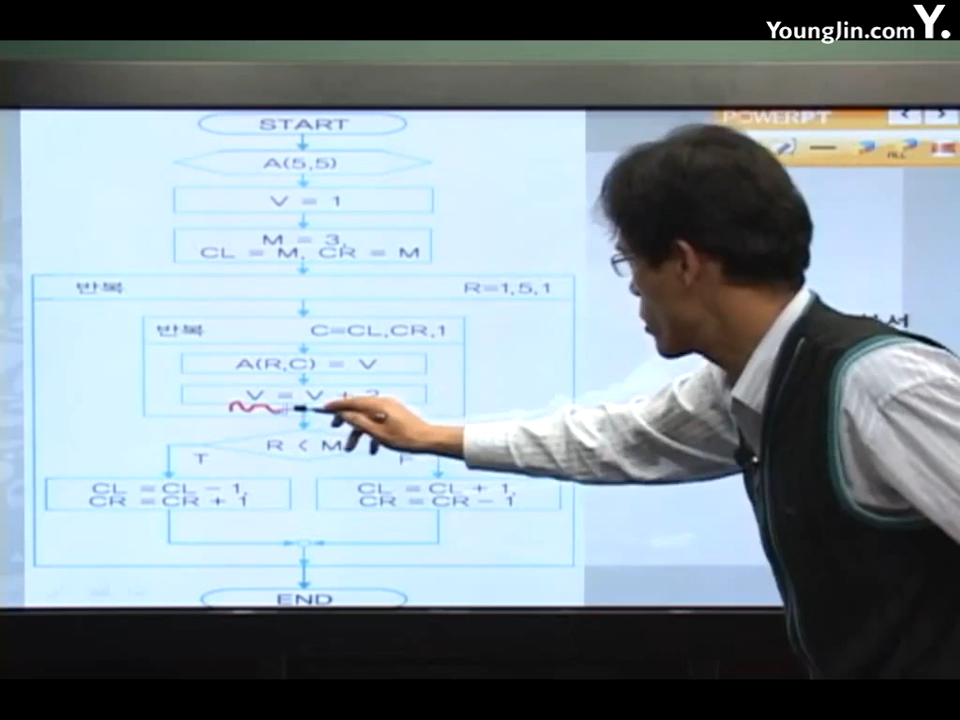 YoungJin.com Y.
POWERPT
START
A(5,5)
V = 1
M = 3,
CL = M, CR = M
반복 R=1,5,1
반복 C=CL,CR,1
A(R,C) = V
V = V + 2
R < M
T F
CL = CL - 1, CL = CL + 1,
CR = CR + 1 CR = CR - 1
END